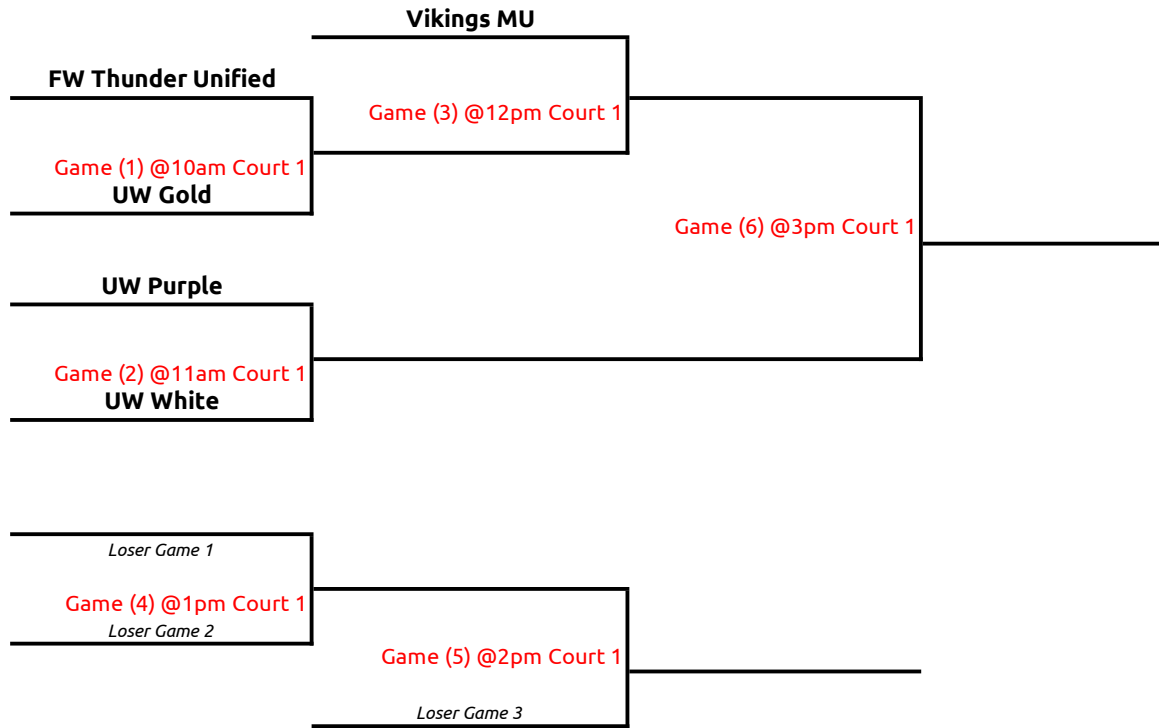 Vikings MU
FW Thunder Unified
Game (3) @12pm Court 1
Game (1) @10am Court 1
UW Gold
Game (6) @3pm Court 1
UW Purple
Game (2) @11am Court 1
UW White
Loser Game 1
Game (4) @1pm Court 1
Loser Game 2
Game (5) @2pm Court 1
Loser Game 3